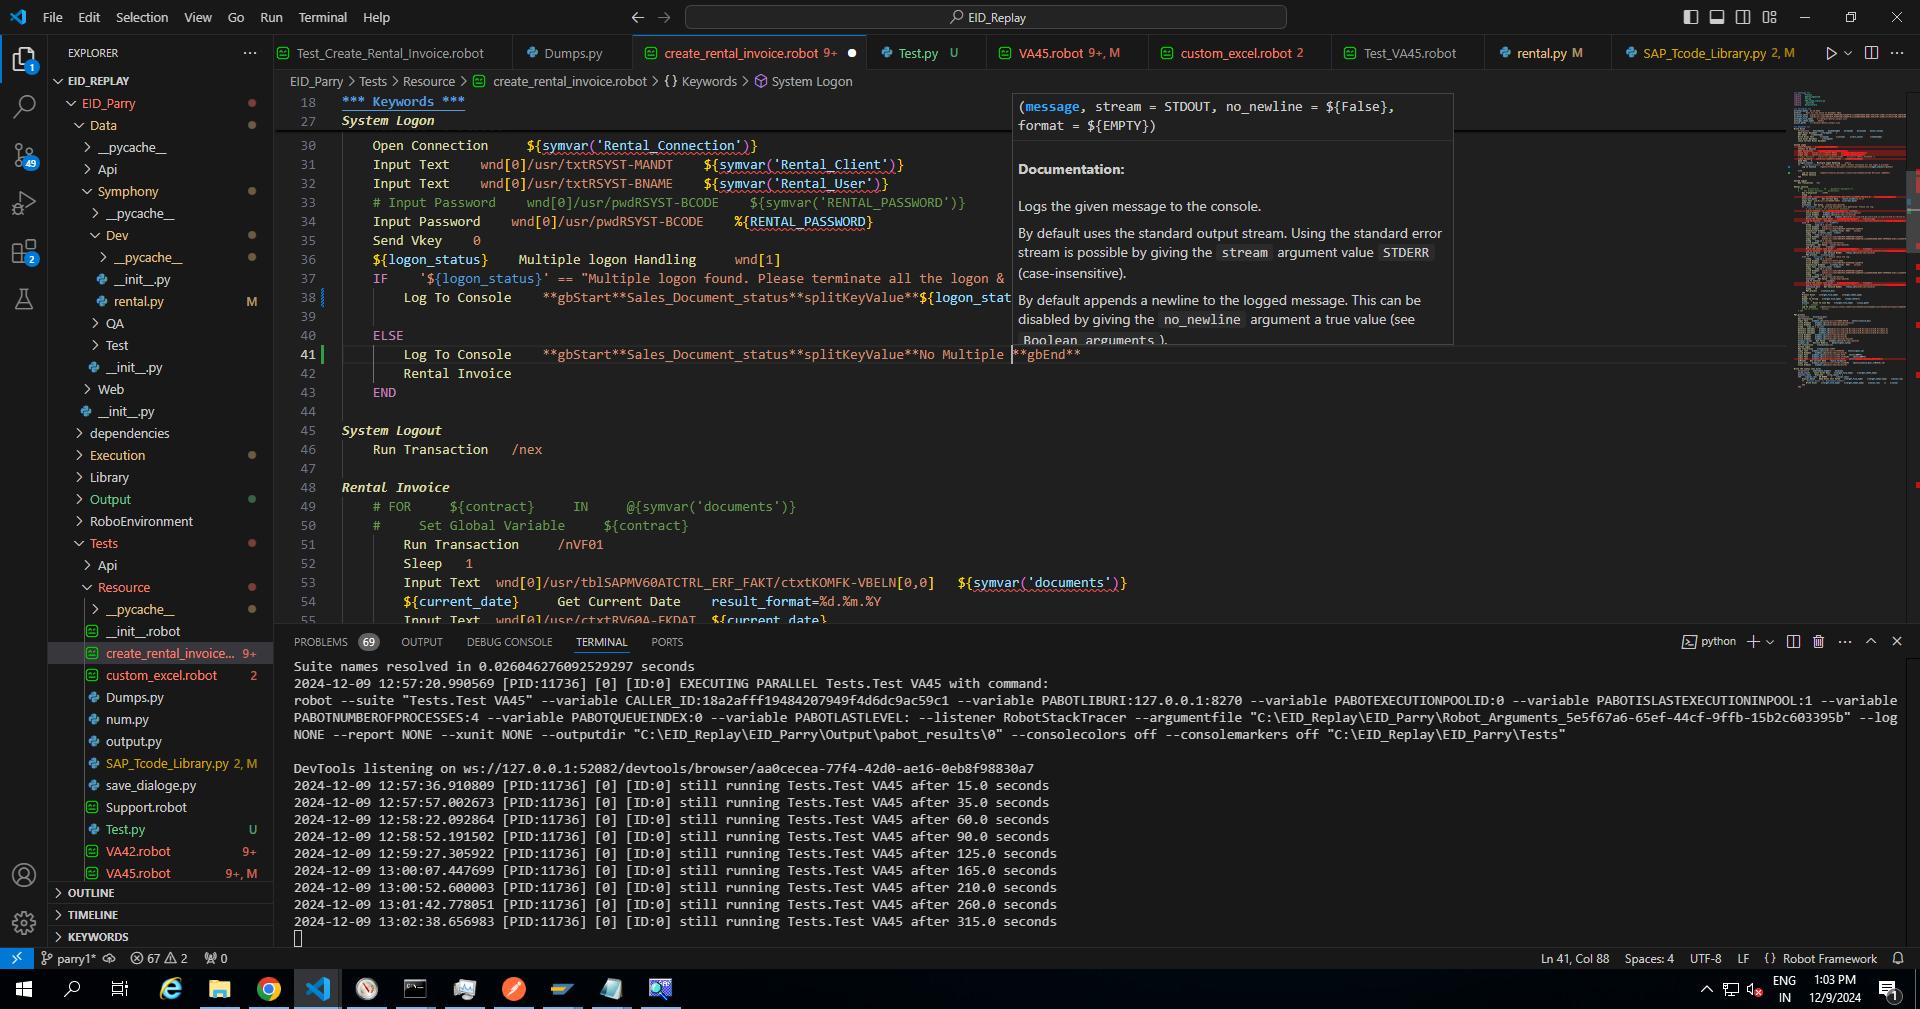 File Edit Selection View Go Run Terminal Help
EID_Replay
EXPLORER
Test_Create_Rental_Invoice.robot
Dumps.py
create_rental_invoice.robot 9+
Test.py U
VA45.robot 9+, M
custom_excel.robot 2
Test_VA45.robot
rental.py M
SAP_Tcode_Library.py 2, M
EID_Parry > Tests > Resource > create_rental_invoice.robot > {} Keywords > System Logon
EID_REPLAY
EID_Parry
Data
__pycache__
Api
Symphony
__pycache__
Dev
__pycache__
__init__.py
rental.py M
QA
Test
__init__.py
Web
__init__.py
dependencies
Execution
Library
Output
RoboEnvironment
Tests
Api
Resource
__pycache__
__init__.robot
create_rental_invoice... 9+
custom_excel.robot 2
Dumps.py
num.py
output.py
SAP_Tcode_Library.py 2, M
save_dialoge.py
Support.robot
Test.py U
VA42.robot 9+
VA45.robot 9+, M
OUTLINE
TIMELINE
KEYWORDS
18 *** Keywords ***
27 System Logon
30 Open Connection ${symvar('Rental_Connection')}
31 Input Text wnd[0]/usr/txtRSYST-MANDT ${symvar('Rental_Client')}
32 Input Text wnd[0]/usr/txtRSYST-BNAME ${symvar('Rental_User')}
33 # Input Password wnd[0]/usr/pwdRSYST-BCODE ${symvar('RENTAL_PASSWORD')}
34 Input Password wnd[0]/usr/pwdRSYST-BCODE %{RENTAL_PASSWORD}
35 Send Vkey 0
36 ${logon_status} Multiple logon Handling wnd[1]
37 IF '${logon_status}' == "Multiple logon found. Please terminate all the logon &
38 Log To Console **gbStart**Sales_Document_status**splitKeyValue**${logon_stat
39
40 ELSE
41 Log To Console **gbStart**Sales_Document_status**splitKeyValue**No Multiple **gbEnd**
42 Rental Invoice
43 END
44
45 System Logout
46 Run Transaction /nex
47
48 Rental Invoice
49 # FOR ${contract} IN @{symvar('documents')}
50 # Set Global Variable ${contract}
51 Run Transaction /nVF01
52 Sleep 1
53 Input Text wnd[0]/usr/tblSAPMV60ATCTRL_ERF_FAKT/ctxtKOMFK-VBELN[0,0] ${symvar('documents')}
54 ${current_date} Get Current Date result_format=%d.%m.%Y
55 Input Text wnd[0]/usr/ctxtRV60A-FKDAT ${current_date}
(message, stream = STDOUT, no_newline = ${False},
format = ${EMPTY})
Documentation:
Logs the given message to the console.
By default uses the standard output stream. Using the standard error
stream is possible by giving the stream argument value STDERR
(case-insensitive).
By default appends a newline to the logged message. This can be
disabled by giving the no_newline argument a true value (see
Boolean arguments ).
PROBLEMS 69 OUTPUT DEBUG CONSOLE TERMINAL PORTS
python
Suite names resolved in 0.026046276092529297 seconds
2024-12-09 12:57:20.990569 [PID:11736] [0] [ID:0] EXECUTING PARALLEL Tests.Test VA45 with command:
robot --suite "Tests.Test VA45" --variable CALLER_ID:18a2afff19484207949f4d6dc9ac59c1 --variable PABOTLIBURI:127.0.0.1:8270 --variable PABOTEXECUTIONPOOLID:0 --variable PABOTISLASTEXECUTIONINPOOL:1 --variable
PABOTNUMBEROFPROCESSES:4 --variable PABOTQUEUEINDEX:0 --variable PABOTLASTLEVEL: --listener RobotStackTracer --argumentfile "C:\EID_Replay\EID_Parry\Robot_Arguments_5e5f67a6-65ef-44cf-9ffb-15b2c603395b" --log
NONE --report NONE --xunit NONE --outputdir "C:\EID_Replay\EID_Parry\Output\pabot_results\0" --consolecolors off --consolemarkers off "C:\EID_Replay\EID_Parry\Tests"
DevTools listening on ws://127.0.0.1:52082/devtools/browser/aa0cecea-77f4-42d0-ae16-0eb8f98830a7
2024-12-09 12:57:36.910809 [PID:11736] [0] [ID:0] still running Tests.Test VA45 after 15.0 seconds
2024-12-09 12:57:57.002673 [PID:11736] [0] [ID:0] still running Tests.Test VA45 after 35.0 seconds
2024-12-09 12:58:22.092864 [PID:11736] [0] [ID:0] still running Tests.Test VA45 after 60.0 seconds
2024-12-09 12:58:52.191502 [PID:11736] [0] [ID:0] still running Tests.Test VA45 after 90.0 seconds
2024-12-09 12:59:27.305922 [PID:11736] [0] [ID:0] still running Tests.Test VA45 after 125.0 seconds
2024-12-09 13:00:07.447699 [PID:11736] [0] [ID:0] still running Tests.Test VA45 after 165.0 seconds
2024-12-09 13:00:52.600003 [PID:11736] [0] [ID:0] still running Tests.Test VA45 after 210.0 seconds
2024-12-09 13:01:42.778051 [PID:11736] [0] [ID:0] still running Tests.Test VA45 after 260.0 seconds
2024-12-09 13:02:38.656983 [PID:11736] [0] [ID:0] still running Tests.Test VA45 after 315.0 seconds
parry1* 67 2 0
Ln 41, Col 88 Spaces: 4 UTF-8 LF {} Robot Framework
1
49
2
ENG
IN
1:03 PM
12/9/2024
1